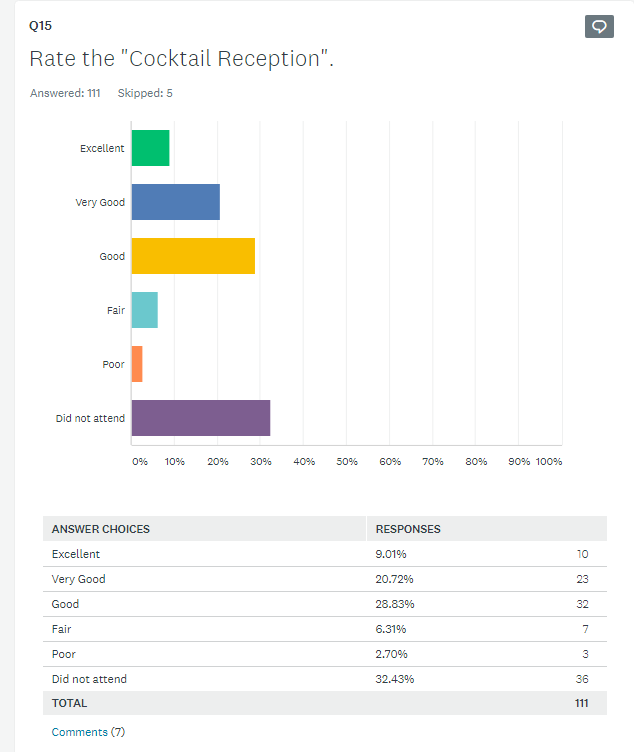 Q15
Rate the "Cocktail Reception".
Answered: 111 Skipped: 5
Excellent
Very Good
Good
Fair
Poor
Did not attend
0% 10% 20% 30% 40% 50% 60% 70% 80% 90% 100%
ANSWER CHOICES RESPONSES
Excellent 9.01% 10
Very Good 20.72% 23
Good 28.83% 32
Fair 6.31% 7
Poor 2.70% 3
Did not attend 32.43% 36
TOTAL 111
Comments (7)